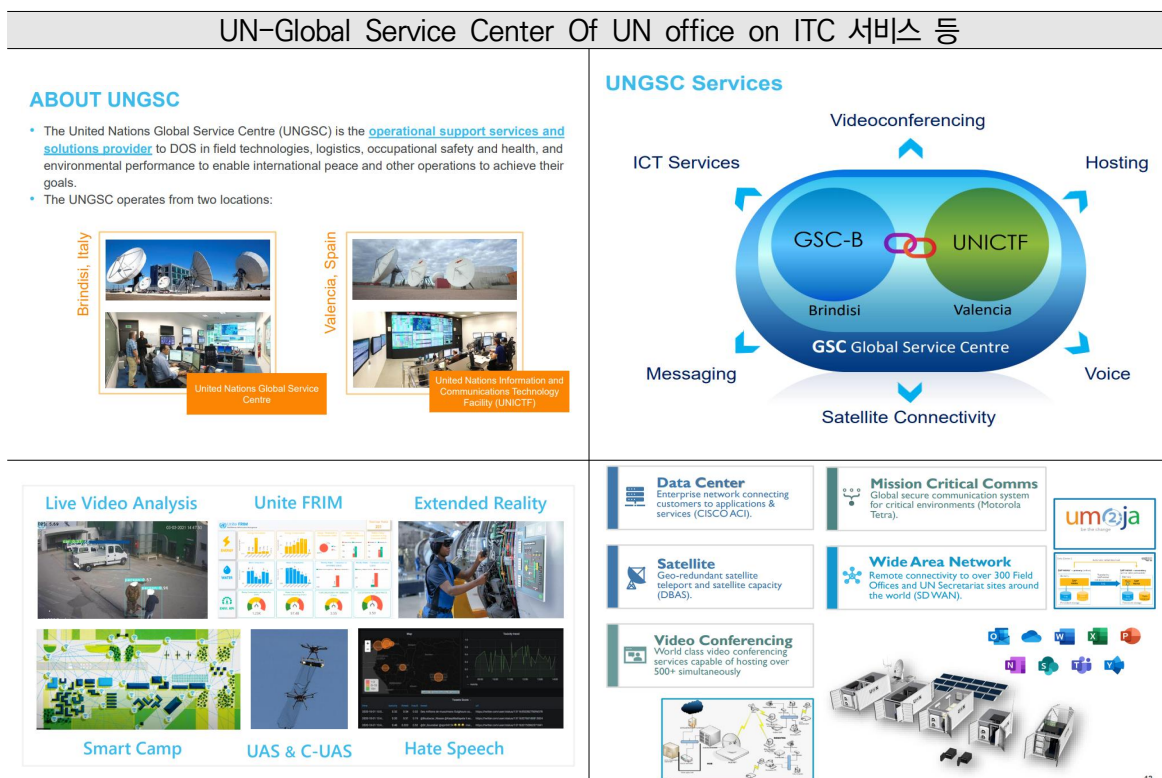 UN-Global Service Center Of UN office on ITC 서비스 등
ABOUT UNGSC
• The United Nations Global Service Centre (UNGSC) is the operational support services and
solutions provider to DOS in field technologies, logistics, occupational safety and health, and
environmental performance to enable international peace and other operations to achieve their
goals.
• The UNGSC operates from two locations:
Brindisi, Italy
United Nations Global Service
Centre
Valencia, Spain
United Nations Information and
Communications Technology
Facility (UNICTF)
UNGSC Services
Videoconferencing
ICT Services
Hosting
GSC-B
UNICTF
Brindisi
Valencia
GSC Global Service Centre
Messaging
Voice
Satellite Connectivity
Live Video Analysis
Unite FRIM
Extended Reality
Smart Camp
UAS & C-UAS
Hate Speech
Data Center
Enterprise network connecting
customers to applications &
services (CISCO ACI).
Mission Critical Comms
Global secure communication system
for critical environments (Motorola
Tetra).
umoja
be the change
Satellite
Geo-redundant satellite
teleport and satellite capacity
(DBAS).
Wide Area Network
Remote connectivity to over 300 Field
Offices and UN Secretariat sites around
the world (SD WAN).
Video Conferencing
World class video conferencing
services capable of hosting over
500+ simultaneously